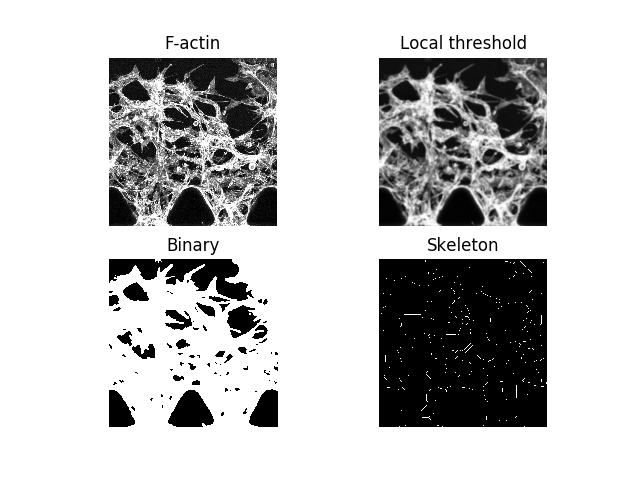 F-actin
Local threshold
Binary
Skeleton